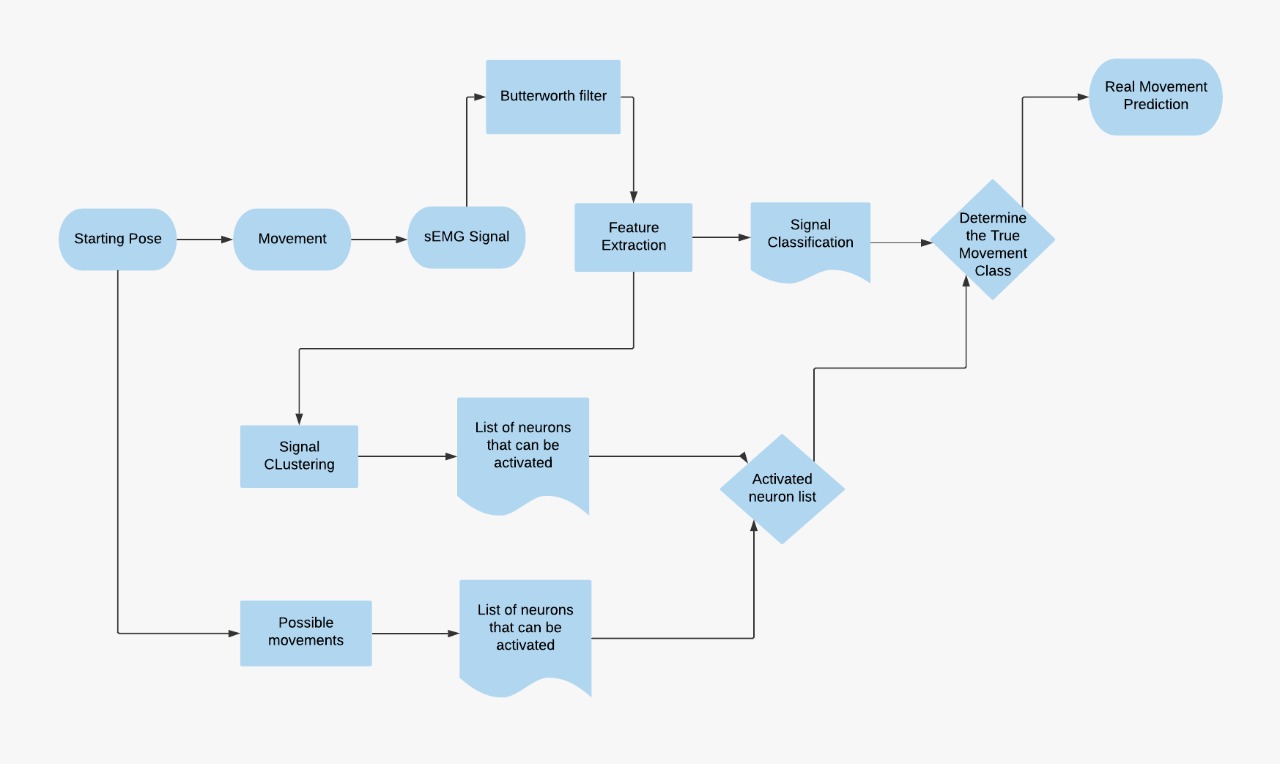 Butterworth filter
Real Movement
Prediction
Starting Pose
Movement
sEMG Signal
Feature
Extraction
Signal
Classification
Determine
the True
Movement
Class
Signal
CLustering
List of neurons
that can be
activated
Activated
neuron list
Possible
movements
List of neurons
that can be
activated